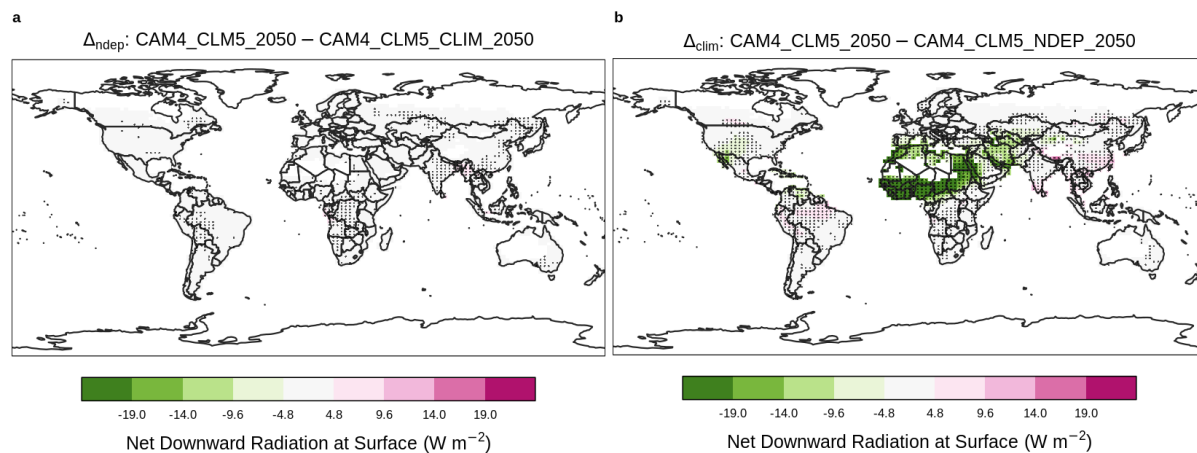 a
Δndep: CAM4_CLM5_2050 − CAM4_CLM5_CLIM_2050
-19.0 -14.0 -9.6 -4.8 4.8 9.6 14.0 19.0
Net Downward Radiation at Surface (W m−2)
b
Δclim: CAM4_CLM5_2050 − CAM4_CLM5_NDEP_2050
-19.0 -14.0 -9.6 -4.8 4.8 9.6 14.0 19.0
Net Downward Radiation at Surface (W m−2)